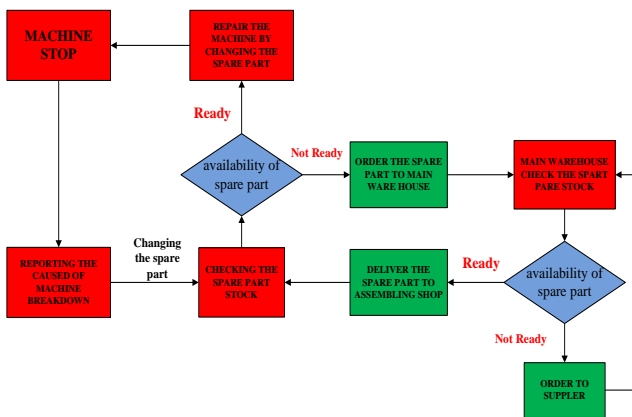 MACHINE
STOP
REPAIR THE
MACHINE BY
CHANGING THE
SPARE PART
Ready
availability of
spare part
Not Ready
ORDER THE SPARE
PART TO MAIN
WARE HOUSE
MAIN WAREHOUSE
CHECK THE SPART
PARE STOCK
REPORTING THE
CAUSED OF
MACHINE
BREAKDOWN
Changing
the spare
part
CHECKING THE
SPARE PART
STOCK
DELIVER THE
SPARE PART TO
ASSEMBLING SHOP
Ready
availability of
spare part
Not Ready
ORDER TO
SUPPLER